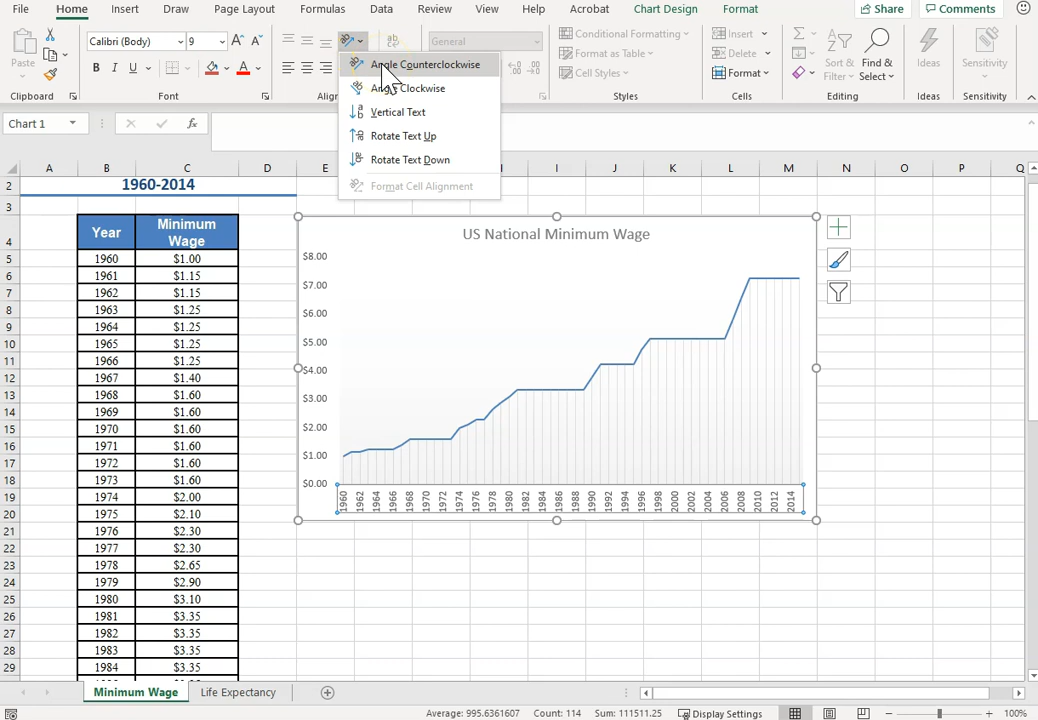 File Home Insert Draw Page Layout Formulas Data Review View Help Acrobat Chart Design Format Share Comments
Paste
Calibri (Body) 9 A A
B I U A
General
Conditional Formatting
Format as Table
Cell Styles
Insert
Delete
Format
Sort & Filter
Find & Select
Ideas
Sensitivity
Clipboard Font Styles Cells Editing Ideas Sensitivity
Angle Counterclockwise
Clockwise
Vertical Text
Rotate Text Up
Rotate Text Down
Format Cell Alignment
Chart 1 fx
A B C D E I J K L M N O P Q
2 1960-2014
3
4 Year Minimum Wage
5 1960 $1.00
6 1961 $1.15
7 1962 $1.15
8 1963 $1.25
9 1964 $1.25
10 1965 $1.25
11 1966 $1.25
12 1967 $1.40
13 1968 $1.60
14 1969 $1.60
15 1970 $1.60
16 1971 $1.60
17 1972 $1.60
18 1973 $1.60
19 1974 $2.00
20 1975 $2.10
21 1976 $2.30
22 1977 $2.30
23 1978 $2.65
24 1979 $2.90
25 1980 $3.10
26 1981 $3.35
27 1982 $3.35
28 1983 $3.35
29 1984 $3.35
US National Minimum Wage
$8.00
$7.00
$6.00
$5.00
$4.00
$3.00
$2.00
$1.00
$0.00
1960 1962 1964 1966 1968 1970 1972 1974 1976 1978 1980 1982 1984 1986 1988 1990 1992 1994 1996 1998 2000 2002 2004 2006 2008 2010 2012 2014
Minimum Wage Life Expectancy
Average: 995.6361607 Count: 114 Sum: 111511.25 Display Settings 100%